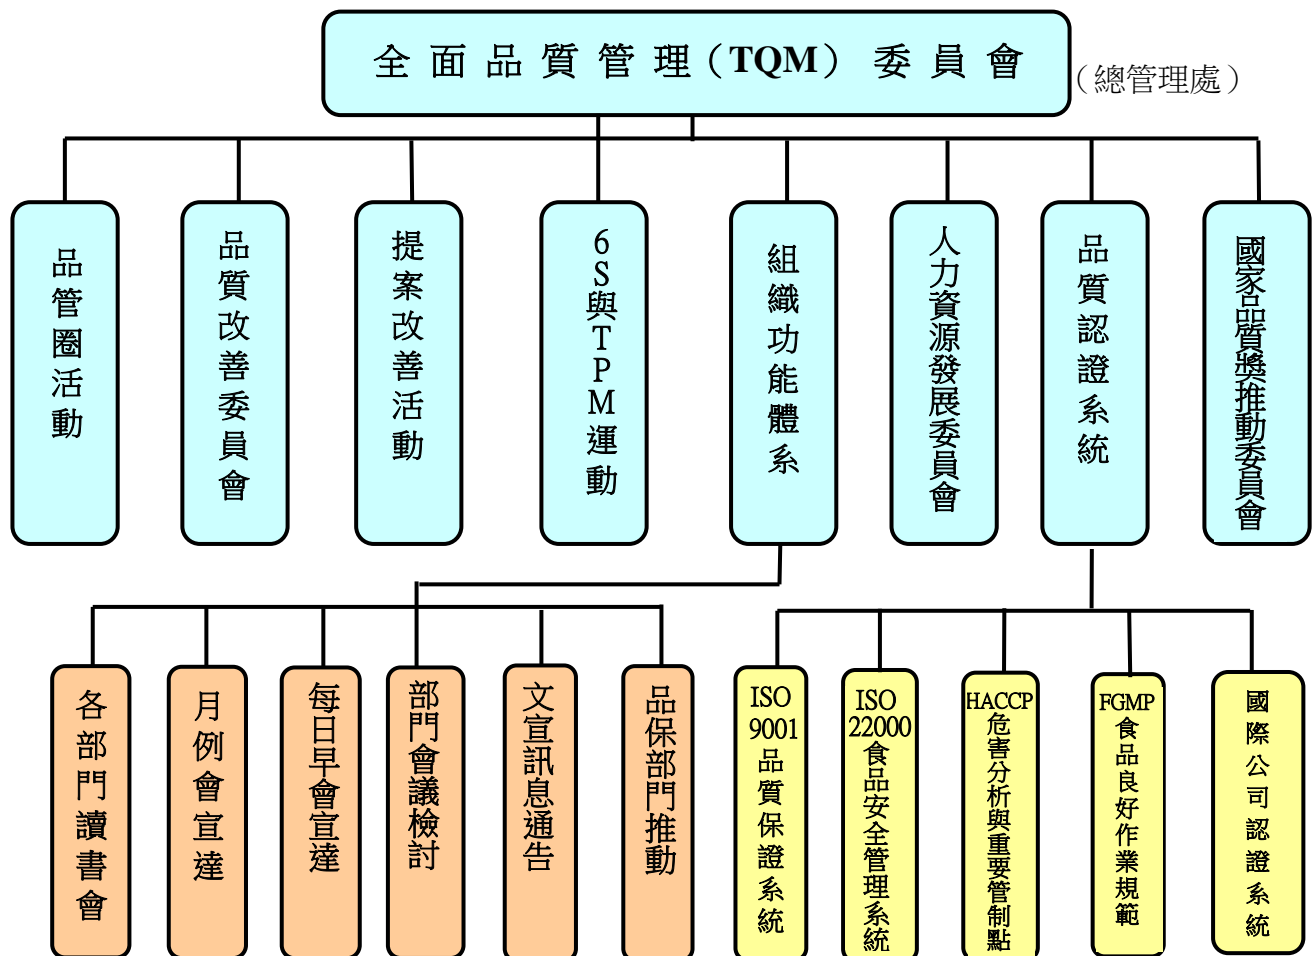 全面品質管理（TQM）委員會
（總管理處）
品管圈活動
品質改善委員會
提案改善活動
6S與TPM運動
組織功能體系
人力資源發展委員會
品質認證系統
國家品質獎推動委員會
各部門讀書會
月例會宣達
每日早會宣達
部門會議檢討
文宣訊息通告
品保部門推動
ISO
9001
品質保證系統
ISO
22000
食品安全管理系統
HACCP
危害分析與重要管制點
FGMP
食品良好作業規範
國際公司認證系統